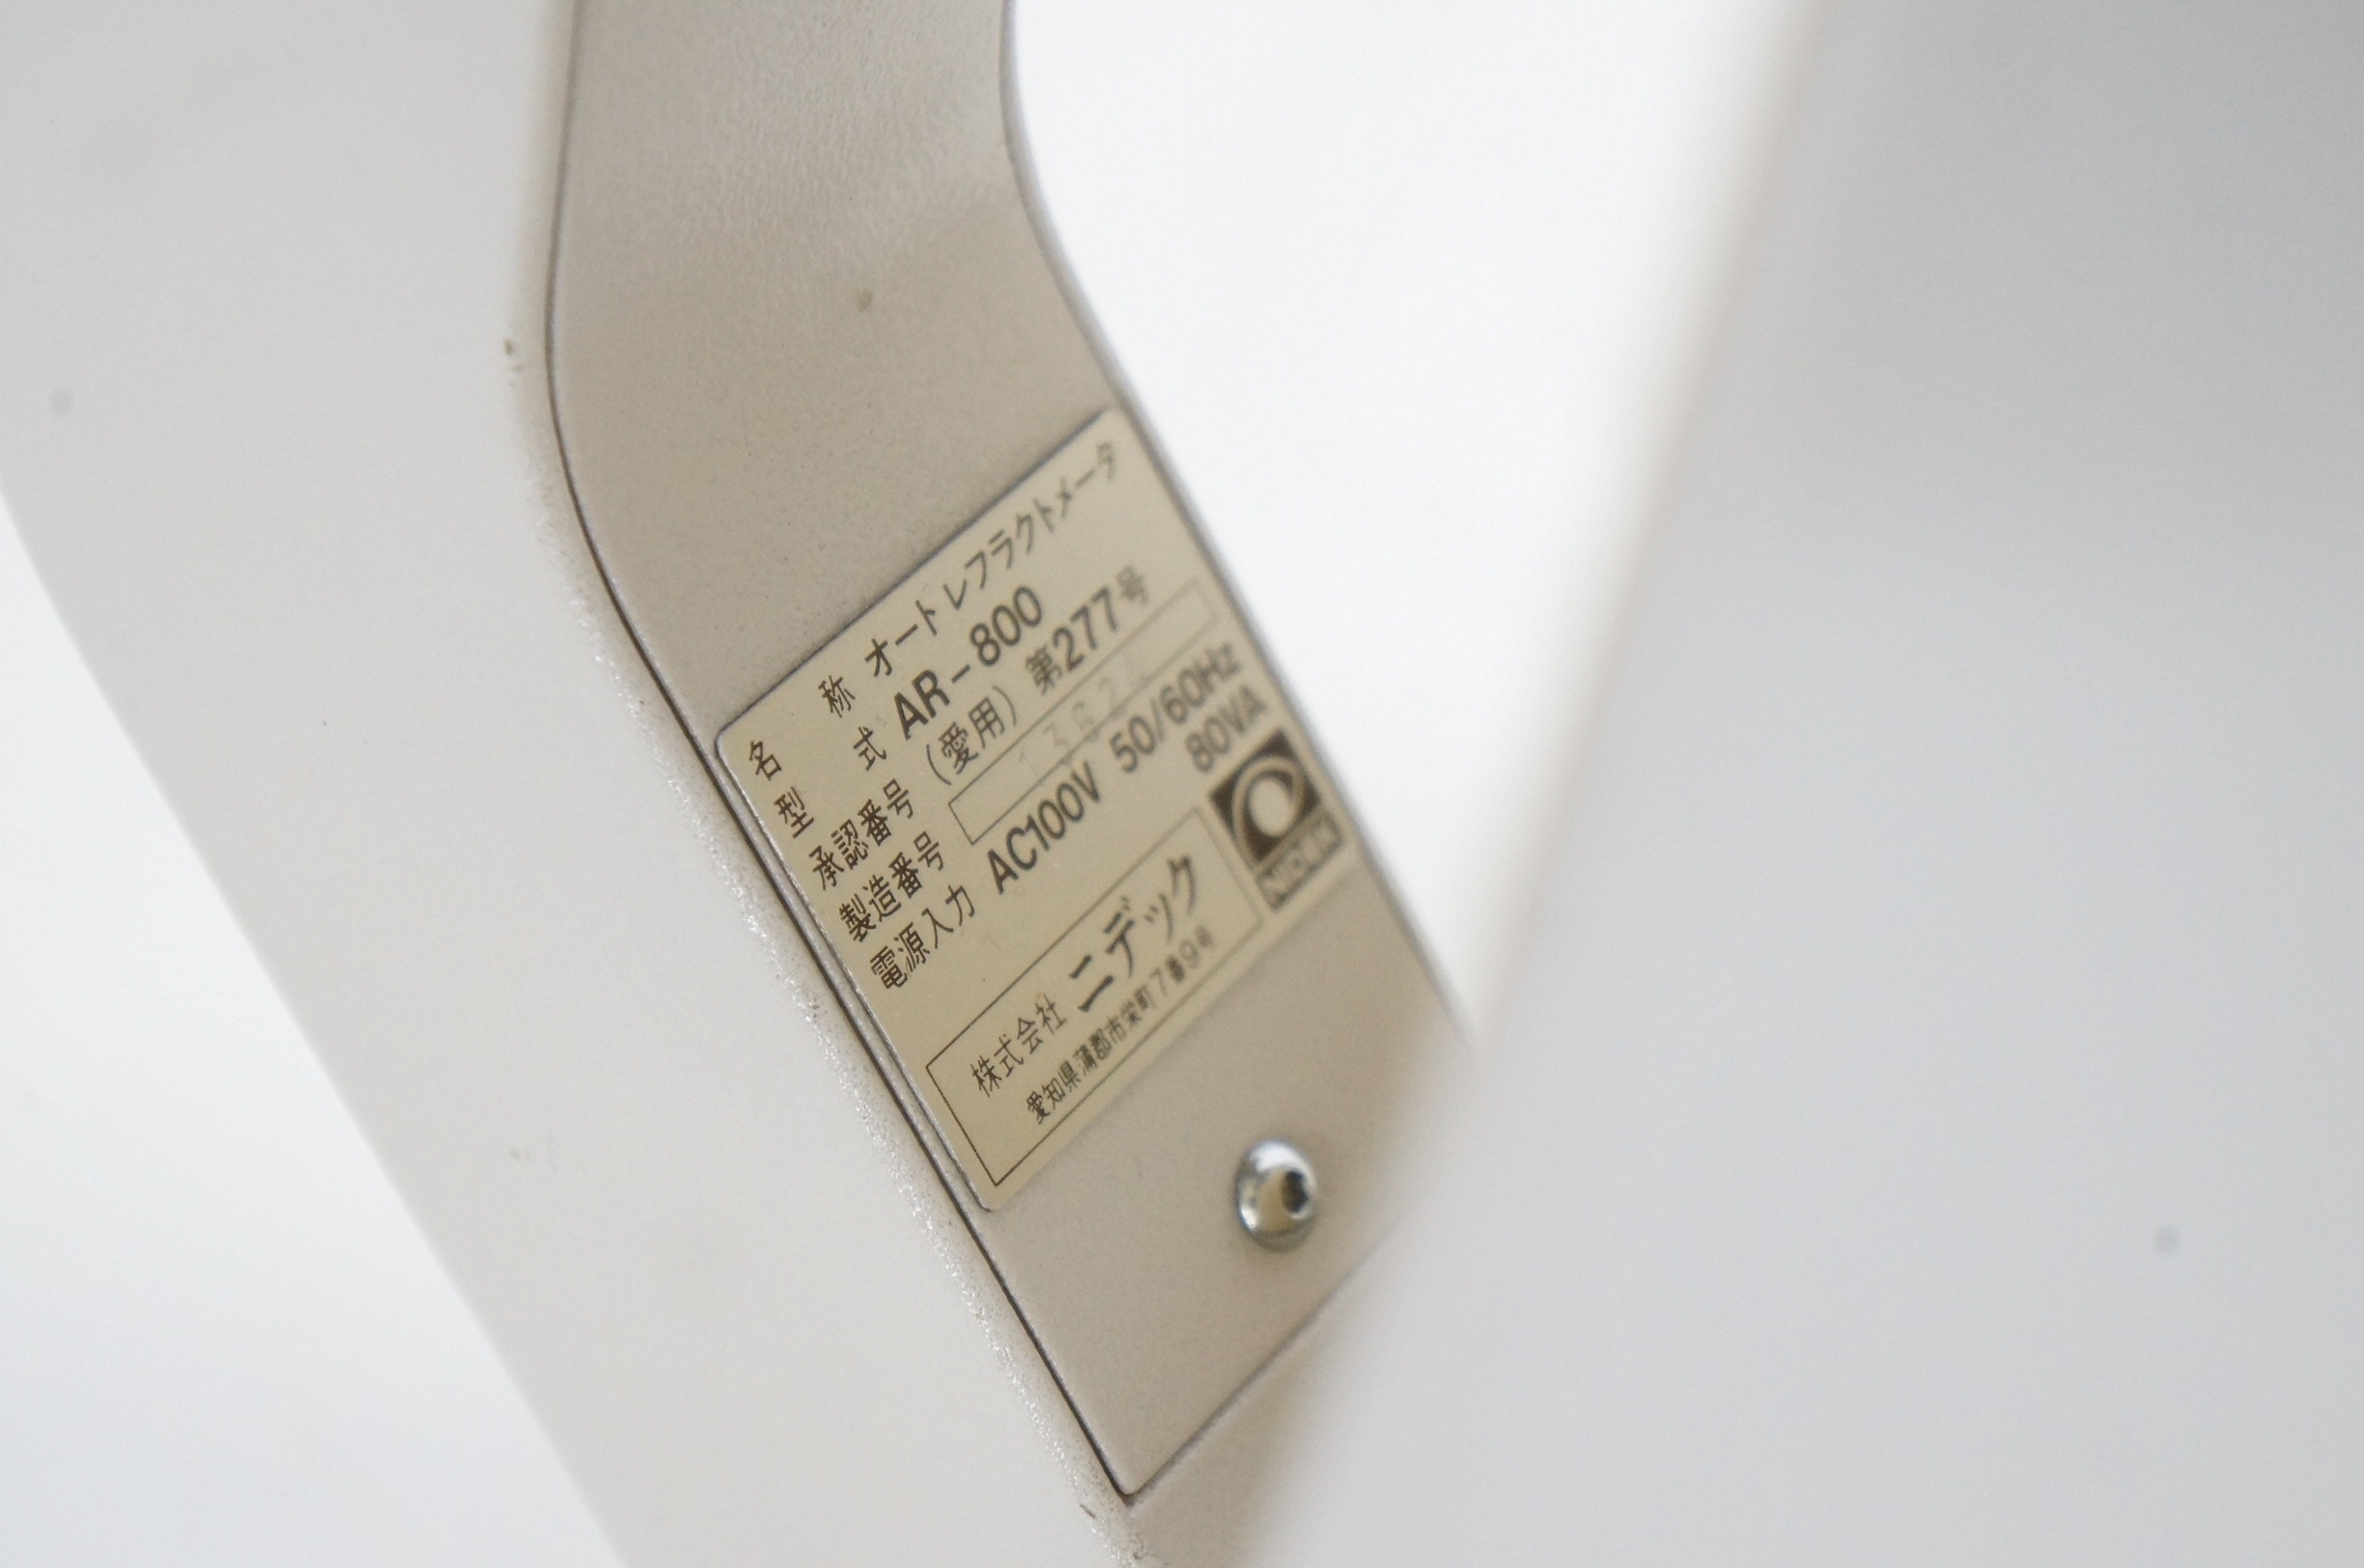 名称 オートレフラクトメータ
型式 AR-800
承認番号 (愛用) 第277号
製造番号
電源入力 AC100V 50/60Hz
80VA
NIDEK
株式会社 ニデック
愛知県蒲郡市栄町7番9号